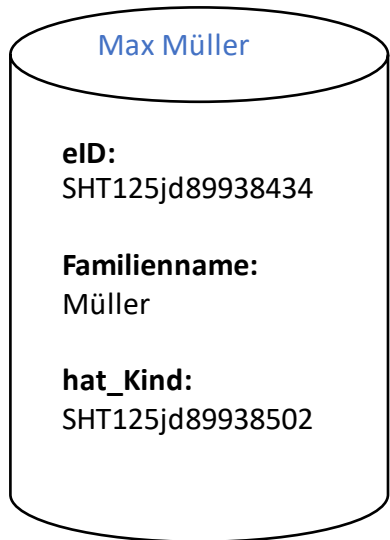 Max Müller
eID:
SHT125jd89938434
Familienname:
Müller
hat_Kind:
SHT125jd89938502